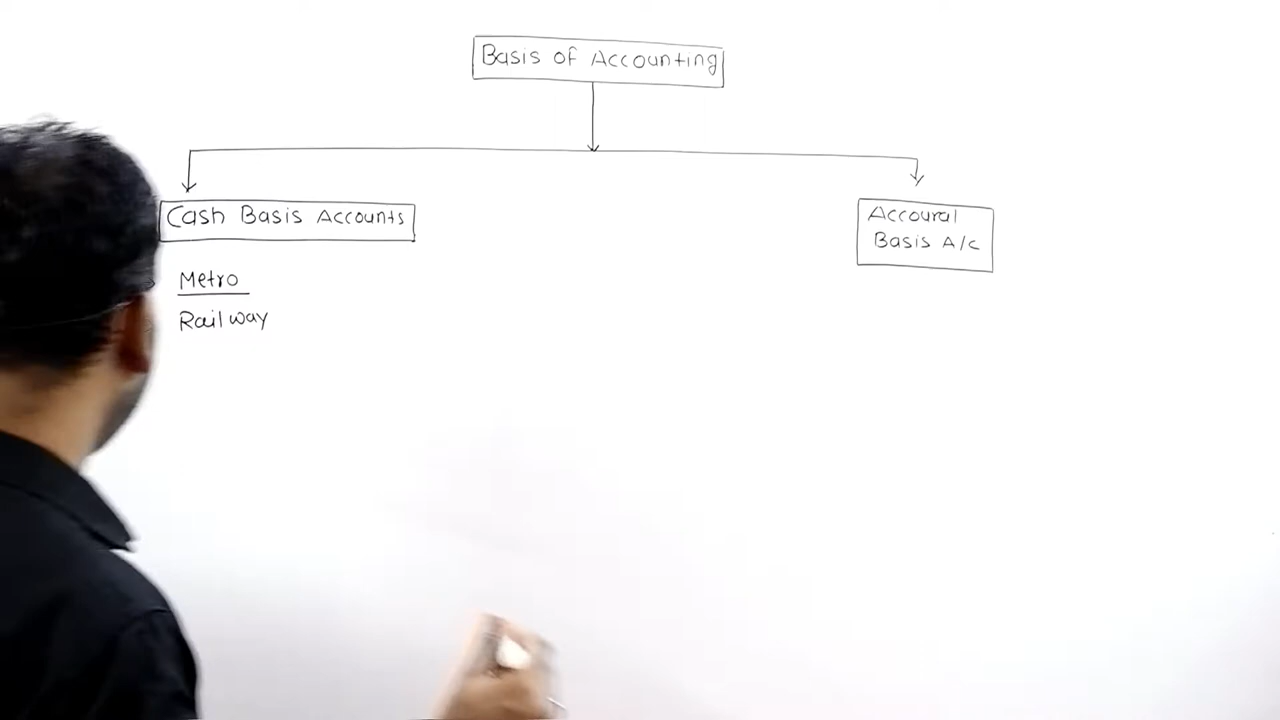 Basis of Accounting
Cash Basis Accounts
Accoural
Basis A/c
Metro
Railway